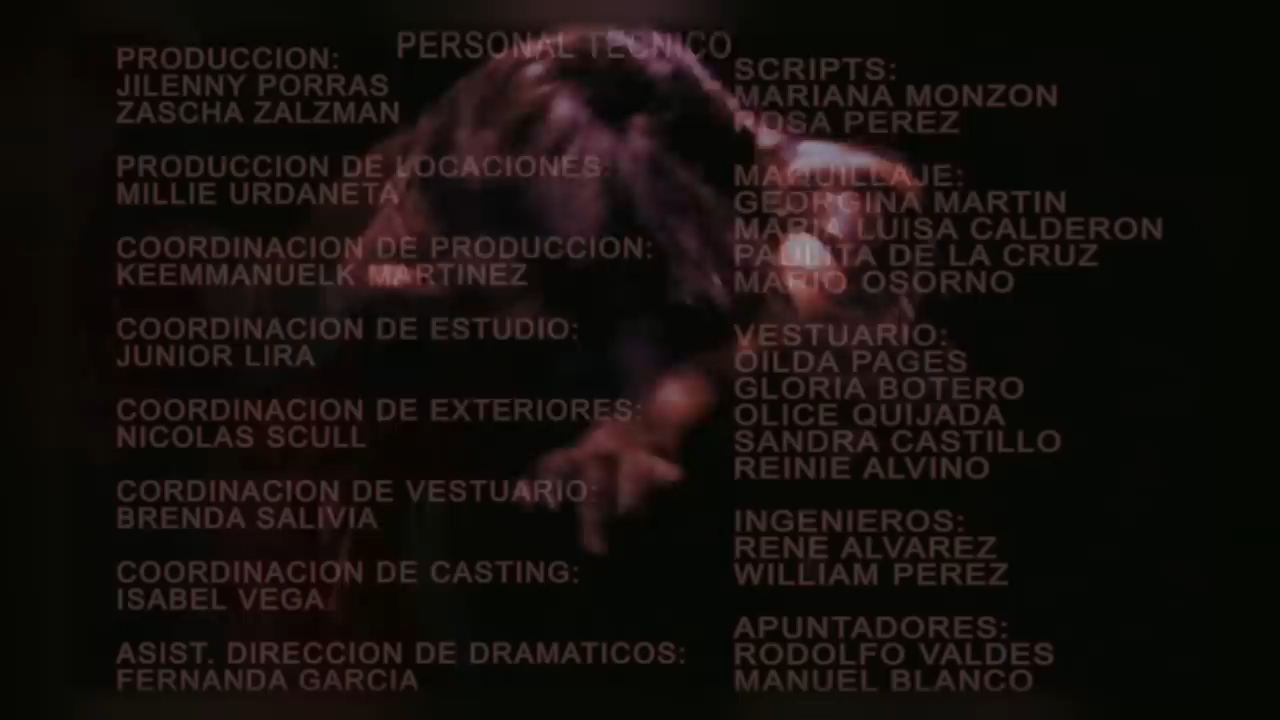 PERSONAL TECNICO
PRODUCCION:
JILENNY PORRAS
ZASCHA ZALZMAN
PRODUCCION DE LOCACIONES:
MILLIE URDANETA
COORDINACION DE PRODUCCION:
KEEMMANUELK MARTINEZ
COORDINACION DE ESTUDIO:
JUNIOR LIRA
COORDINACION DE EXTERIORES:
NICOLAS SCULL
CORDINACION DE VESTUARIO:
BRENDA SALIVIA
COORDINACION DE CASTING:
ISABEL VEGA
ASIST. DIRECCION DE DRAMATICOS:
FERNANDA GARCIA
SCRIPTS:
MARIANA MONZON
ROSA PEREZ
MAQUILLAJE:
GEORGINA MARTIN
MARIA LUISA CALDERON
PAQUITA DE LA CRUZ
MARIO OSORNO
VESTUARIO:
OILDA PAGES
GLORIA BOTERO
OLICE QUIJADA
SANDRA CASTILLO
REINIE ALVINO
INGENIEROS:
RENE ALVAREZ
WILLIAM PEREZ
APUNTADORES:
RODOLFO VALDES
MANUEL BLANCO